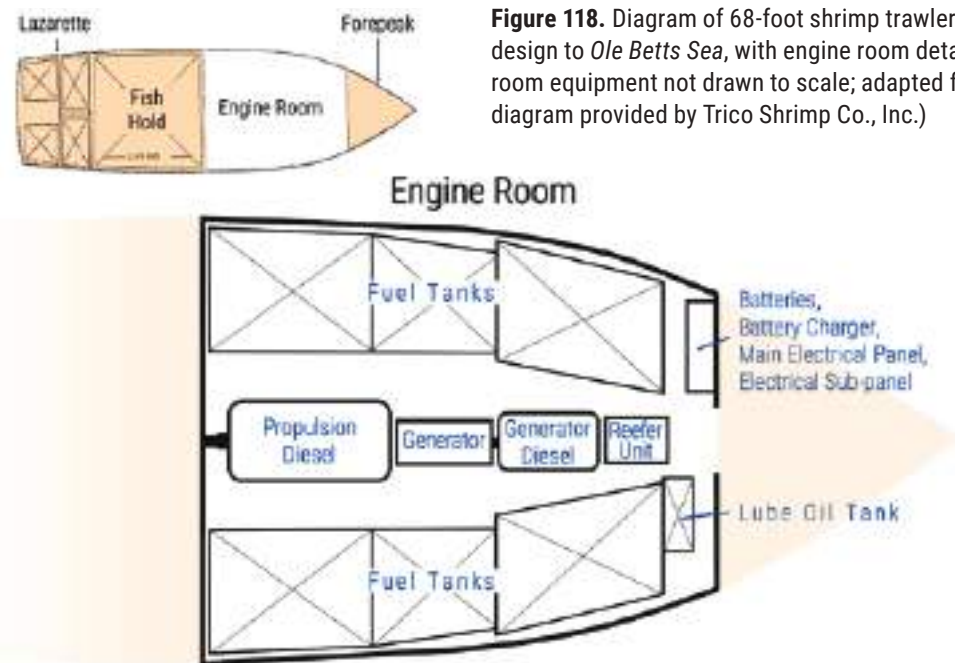 Lazarette
Forepeak
Fish
Hold
Engine Room
Figure 118. Diagram of 68-foot shrimp trawler
design to Ole Betts Sea, with engine room deta
room equipment not drawn to scale; adapted f
diagram provided by Trico Shrimp Co., Inc.)
Engine Room
Fuel Tanks
Batteries,
Battery Charger,
Main Electrical Panel,
Electrical Sub-panel
Propulsion
Diesel
Generator
Generator
Diesel
Reefer
Unit
Lube Oil Tank
Fuel Tanks